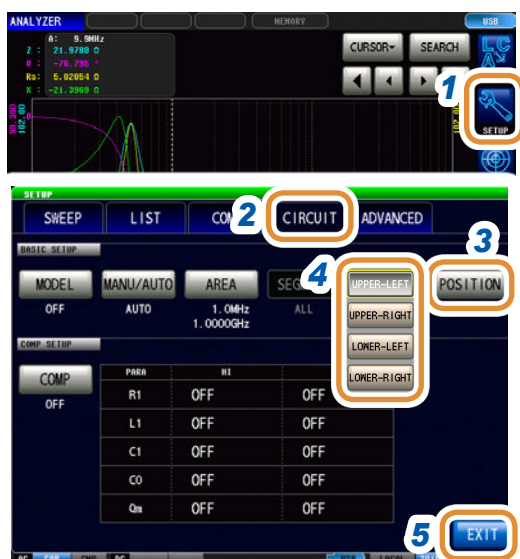 ANALYZER MEMORY USB
A: 9.9MHz
Z : 21.9780 Ω
θ : -76.795 °
Rs: 5.02054 Ω
X : -21.3969 Ω
CURSOR SEARCH
1
SETUP
102.0
SETUP
SWEEP LIST 2 CIRCUIT ADVANCED
BASIC SETUP
3
4
MODEL MANU/AUTO AREA UPPER-LEFT POSITION
OFF AUTO 1.0MHz ALL UPPER-RIGHT
1.0000GHz
LOWER-LEFT
COMP SETUP
LOWER-RIGHT
COMP
OFF
PARA HI
R1 OFF OFF
L1 OFF OFF
C1 OFF OFF
C0 OFF OFF
Qm OFF OFF
5 EXIT